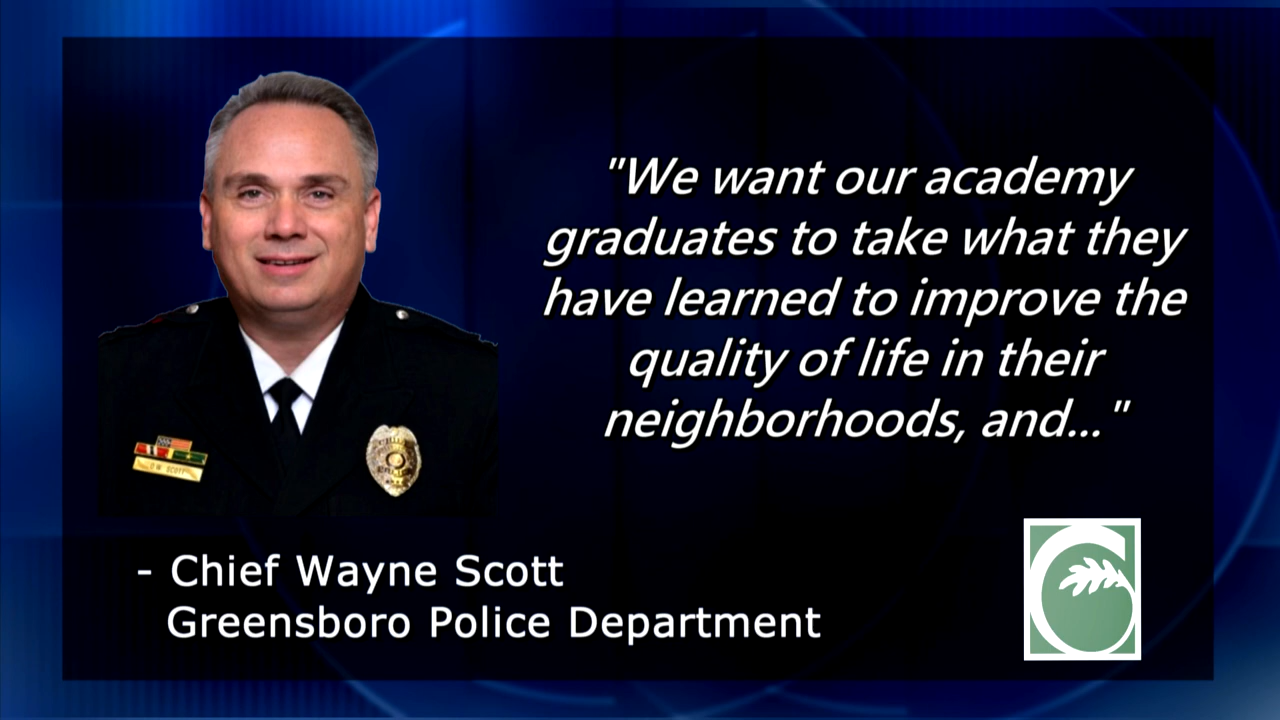 "We want our academy
graduates to take what they
have learned to improve the
quality of life in their
neighborhoods, and..."
P.W. SCOTT
- Chief Wayne Scott
Greensboro Police Department